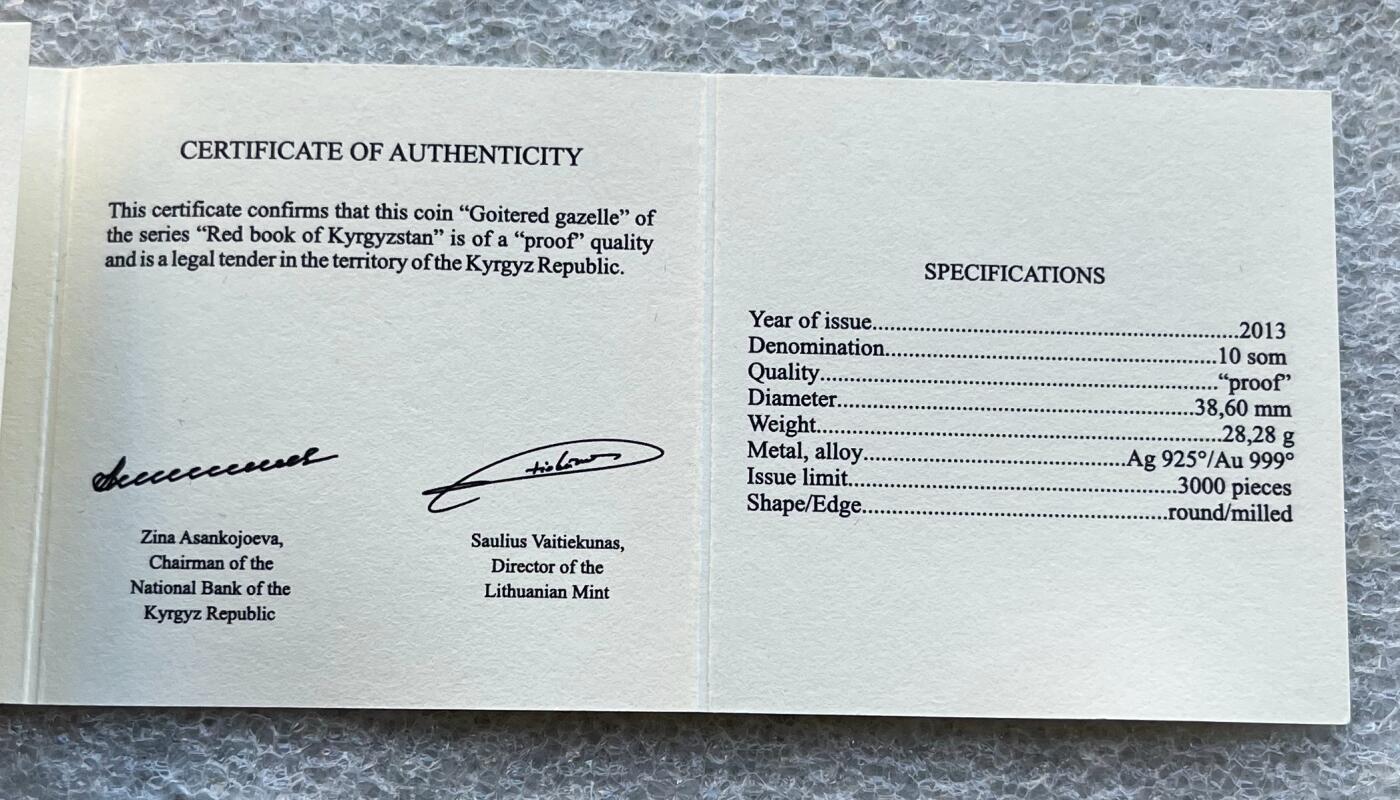 CERTIFICATE OF AUTHENTICITY
This certificate confirms that this coin “Goitered gazelle” of
the series “Red book of Kyrgyzstan” is of a “proof” quality
and is a legal tender in the territory of the Kyrgyz Republic.
Zina Asankojoeva,
Chairman of the
National Bank of the
Kyrgyz Republic
Saulius Vaitiekunas,
Director of the
Lithuanian Mint
SPECIFICATIONS
Year of issue..........2013
Denomination..........10 som
Quality..........“proof”
Diameter..........38,60 mm
Weight..........28,28 g
Metal, alloy..........Ag 925°/Au 999°
Issue limit..........3000 pieces
Shape/Edge..........round/milled